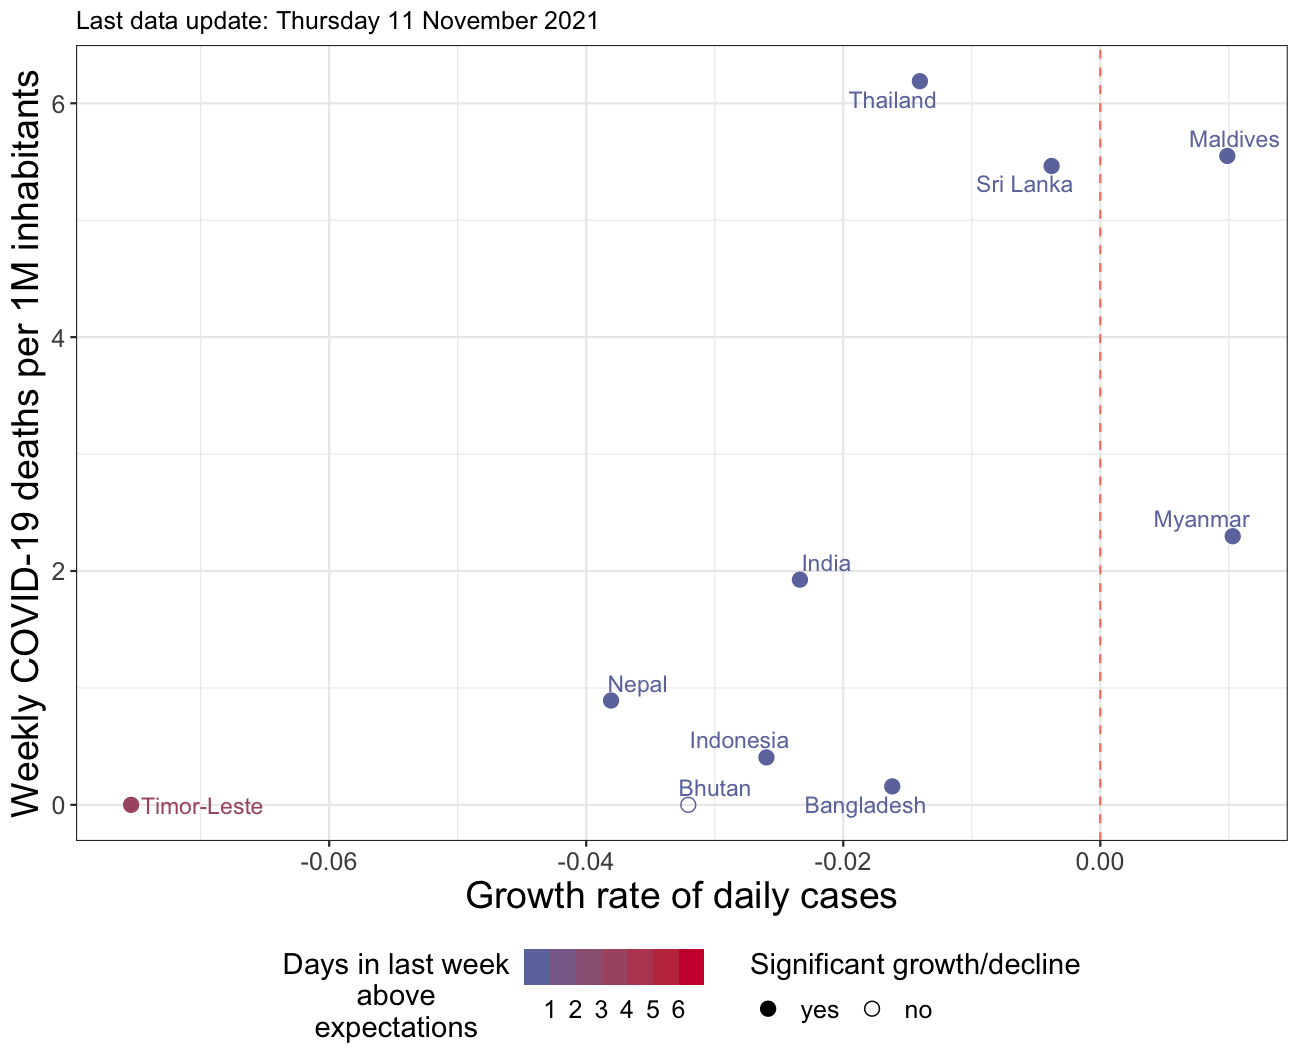 Last data update: Thursday 11 November 2021
Weekly COVID-19 deaths per 1M inhabitants
6
4
2
0
Thailand
Maldives
Sri Lanka
Myanmar
India
Nepal
Indonesia
Bhutan
Bangladesh
Timor-Leste
-0.06 -0.04 -0.02 0.00
Growth rate of daily cases
Days in last week
above
expectations
1 2 3 4 5 6
Significant growth/decline
yes no